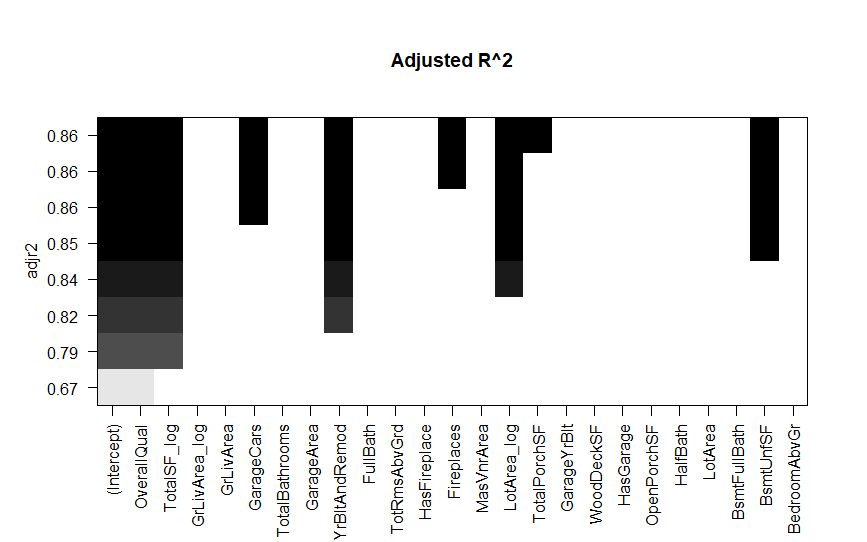 Adjusted R^2
adjr2
0.86
0.86
0.86
0.85
0.84
0.82
0.79
0.67
(Intercept)
OverallQual
TotalSF_log
GrLivArea_log
GrLivArea
GarageCars
TotalBathrooms
GarageArea
YrBltAndRemod
FullBath
TotRmsAbvGrd
HasFireplace
Fireplaces
MasVnrArea
LotArea_log
TotalPorchSF
GarageYrBlt
WoodDeckSF
HasGarage
OpenPorchSF
HalfBath
LotArea
BsmtFullBath
BsmtUnfSF
BedroomAbvGr